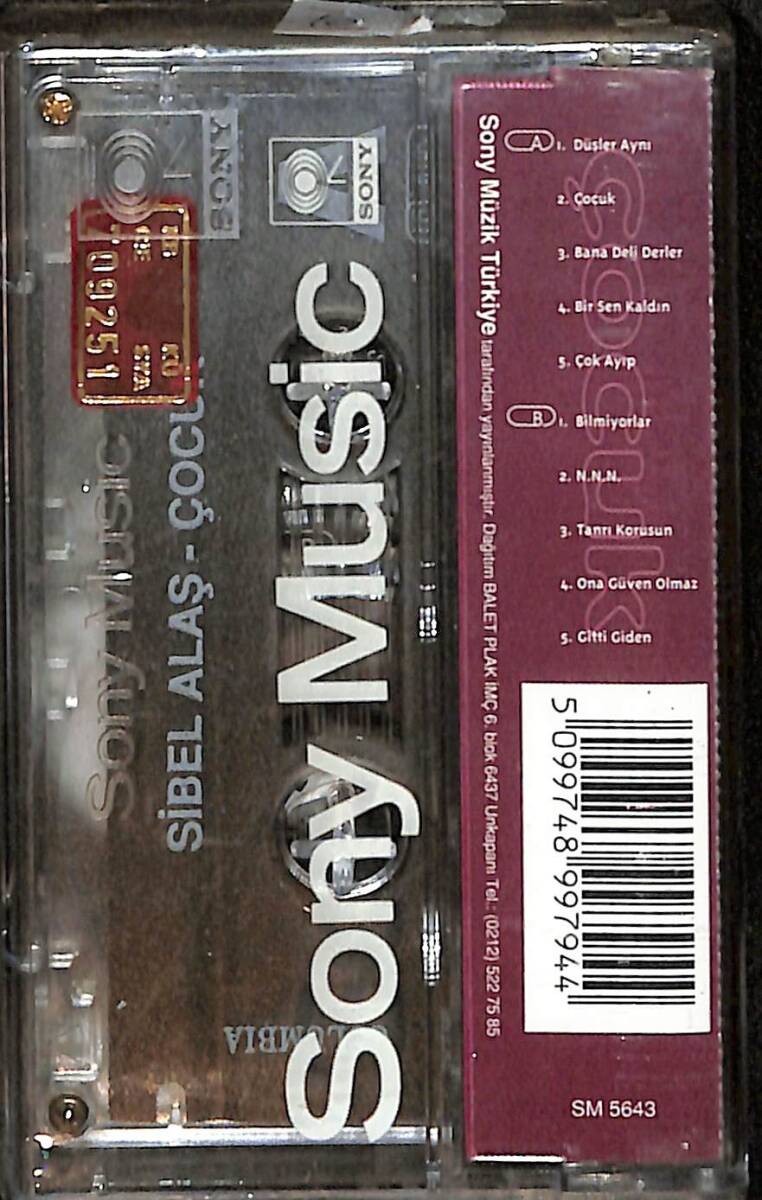 Çocuk
A
1. Düşler Aynı
2. Çocuk
3. Bana Deli Derler
4. Bir Sen Kaldın
5. Çok Ayıp
B
1. Bilmiyorlar
2. N.N.N.
3. Tanrı Korusun
4. Ona Güven Olmaz
5. Gitti Giden
5 099748 997944
SM 5643
Sony Müzik Türkiye tarafından yayınlanmıştır. Dağıtım BALET PLAK İMÇ 6. blok 6437 Unkapanı Tel.: (0212) 522 75 85
SONY
Sony Music
SONY
SİBEL ALAŞ - ÇOCUK
Sony Music
09251
COLUMBIA